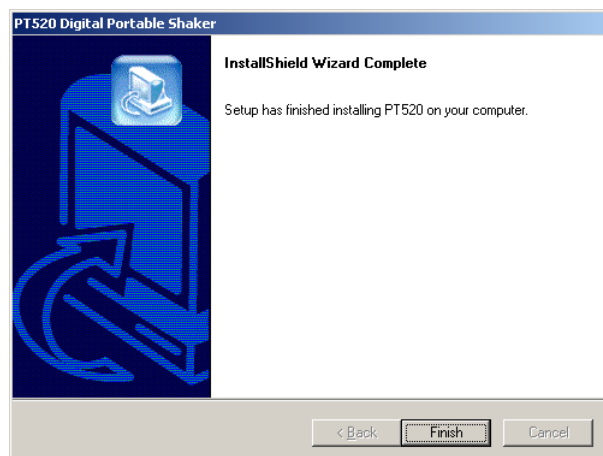 PT520 Digital Portable Shaker
InstallShield Wizard Complete
Setup has finished installing PT520 on your computer.
< Back
Finish
Cancel